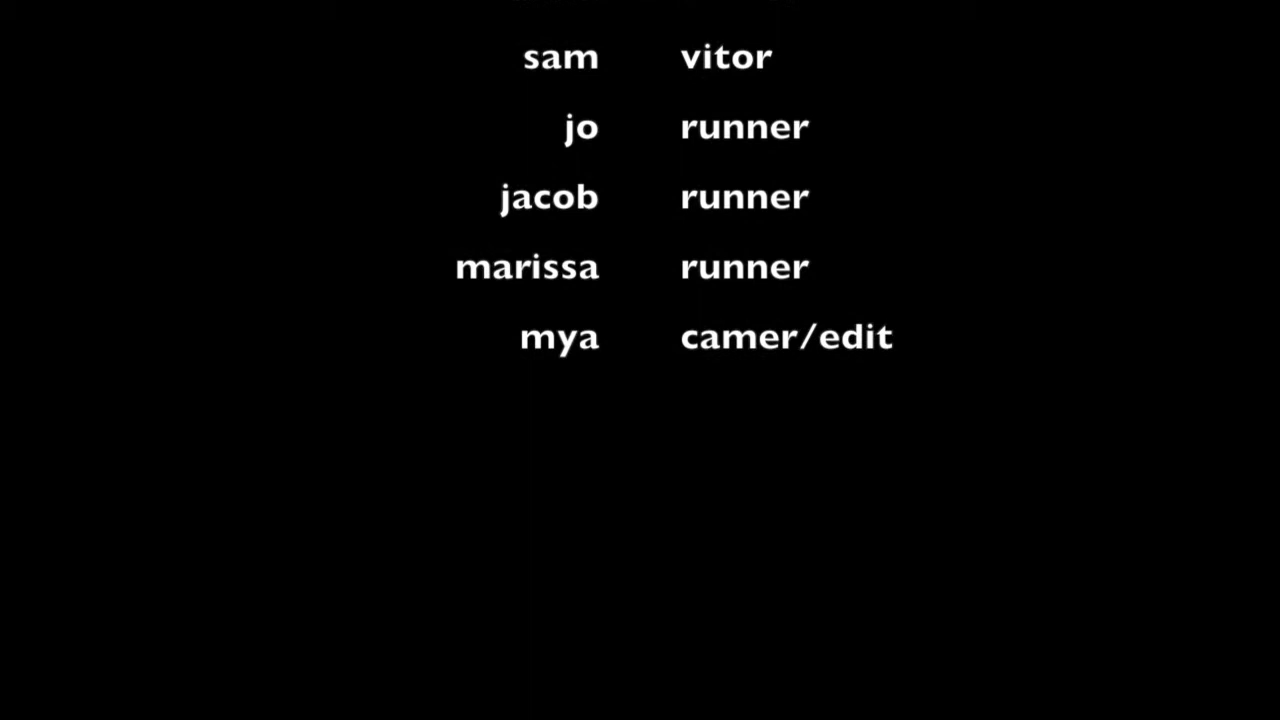 sam vitor
jo runner
jacob runner
marissa runner
mya camer/edit